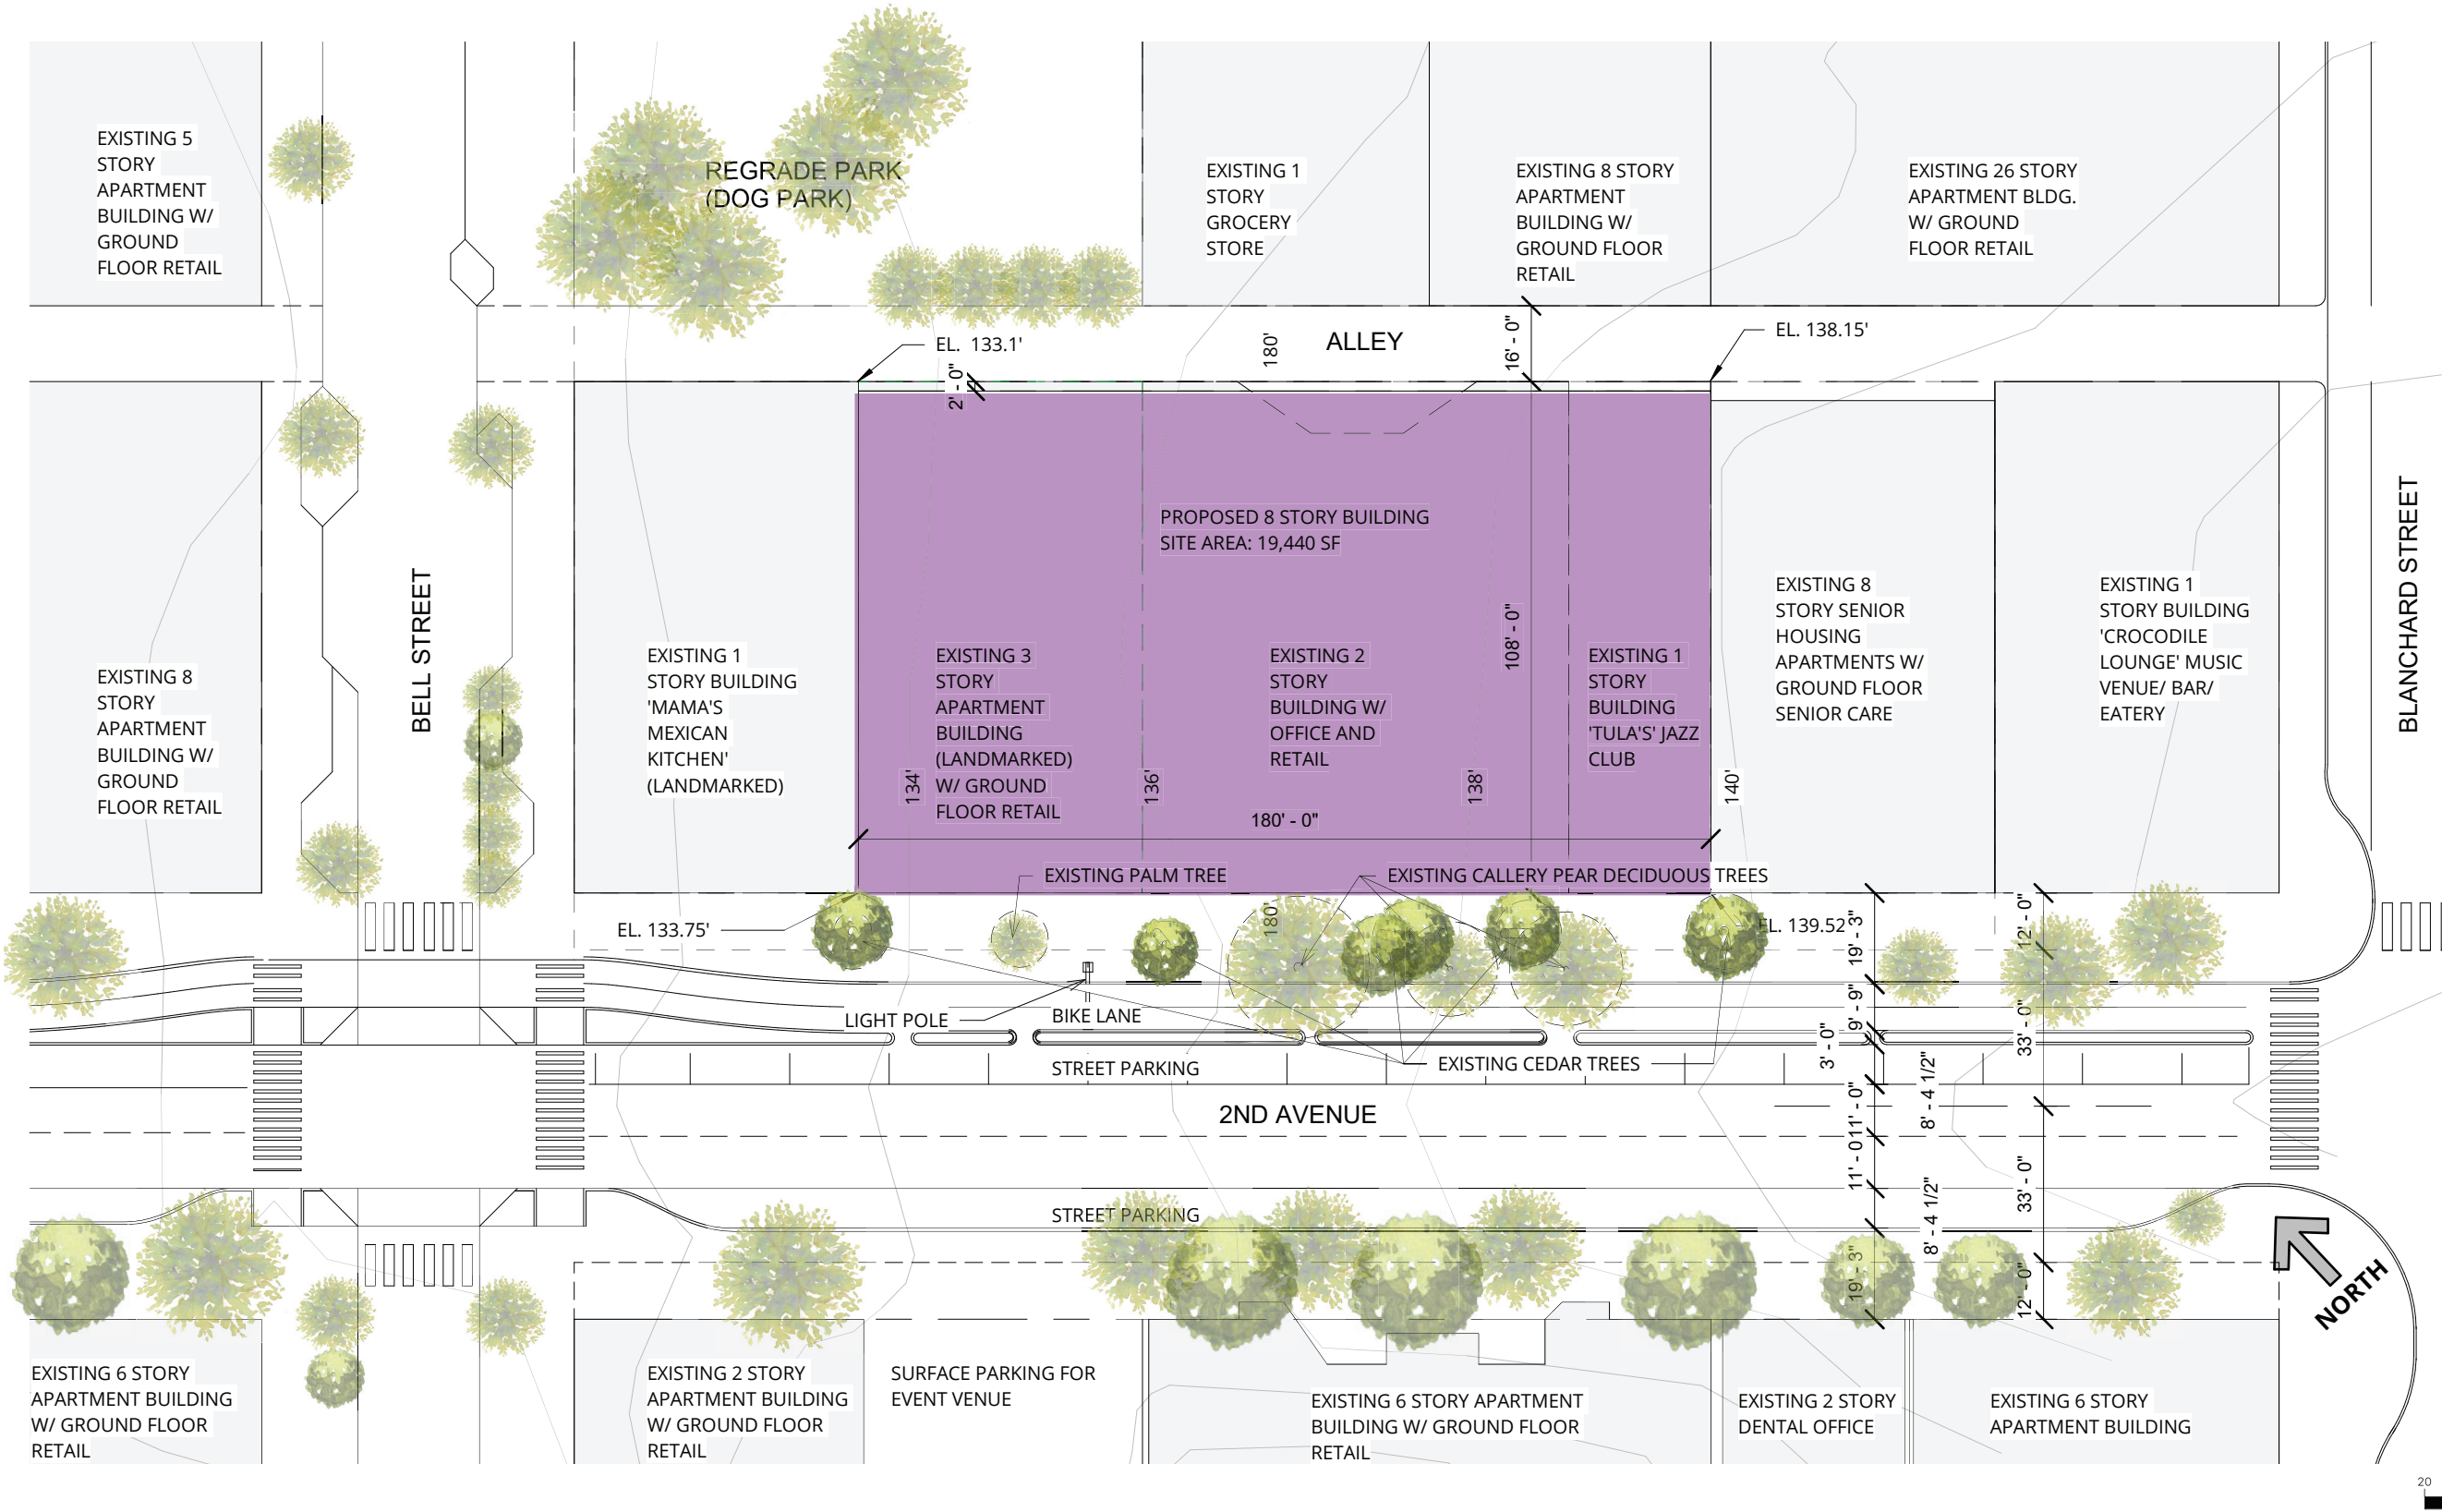 EXISTING 5
STORY
APARTMENT
BUILDING W/
GROUND
FLOOR RETAIL
REGRADE PARK
(DOG PARK)
EXISTING 1
STORY
GROCERY
STORE
EXISTING 8 STORY
APARTMENT
BUILDING W/
GROUND FLOOR
RETAIL
EXISTING 26 STORY
APARTMENT BLDG.
W/ GROUND
FLOOR RETAIL
EL. 133.1'
2' - 0"
180'
ALLEY
16' - 0"
EL. 138.15'
PROPOSED 8 STORY BUILDING
SITE AREA: 19,440 SF
EXISTING 8
STORY
APARTMENT
BUILDING W/
GROUND
FLOOR RETAIL
BELL STREET
EXISTING 1
STORY BUILDING
'MAMA'S
MEXICAN
KITCHEN'
(LANDMARKED)
EXISTING 3
STORY
APARTMENT
BUILDING
(LANDMARKED)
W/ GROUND
FLOOR RETAIL
EXISTING 2
STORY
BUILDING W/
OFFICE AND
RETAIL
108' - 0"
EXISTING 1
STORY
BUILDING
'TULA'S' JAZZ
CLUB
EXISTING 8
STORY SENIOR
HOUSING
APARTMENTS W/
GROUND FLOOR
SENIOR CARE
EXISTING 1
STORY BUILDING
'CROCODILE
LOUNGE' MUSIC
VENUE/ BAR/
EATERY
BLANCHARD STREET
134'
136'
138'
140'
180' - 0"
EXISTING PALM TREE
EXISTING CALLERY PEAR DECIDUOUS TREES
EL. 133.75'
180'
EL. 139.52'
19' - 3"
12' - 0"
LIGHT POLE
BIKE LANE
9' - 9"
33' - 0"
3' - 0"
EXISTING CEDAR TREES
STREET PARKING
8' - 4 1/2"
2ND AVENUE
11' - 0"
11' - 0"
33' - 0"
STREET PARKING
8' - 4 1/2"
19' - 3"
12' - 0"
NORTH
EXISTING 6 STORY
APARTMENT BUILDING
W/ GROUND FLOOR
RETAIL
EXISTING 2 STORY
APARTMENT BUILDING
W/ GROUND FLOOR
RETAIL
SURFACE PARKING FOR
EVENT VENUE
EXISTING 6 STORY APARTMENT
BUILDING W/ GROUND FLOOR
RETAIL
EXISTING 2 STORY
DENTAL OFFICE
EXISTING 6 STORY
APARTMENT BUILDING
20